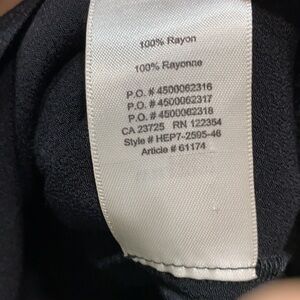 100% Rayon
100% Rayonne
P.O. # 4500062316
P.O. # 4500062317
P.O. # 4500062318
CA 23725 RN 122354
Style # HEP7-2595-46
Article # 61174